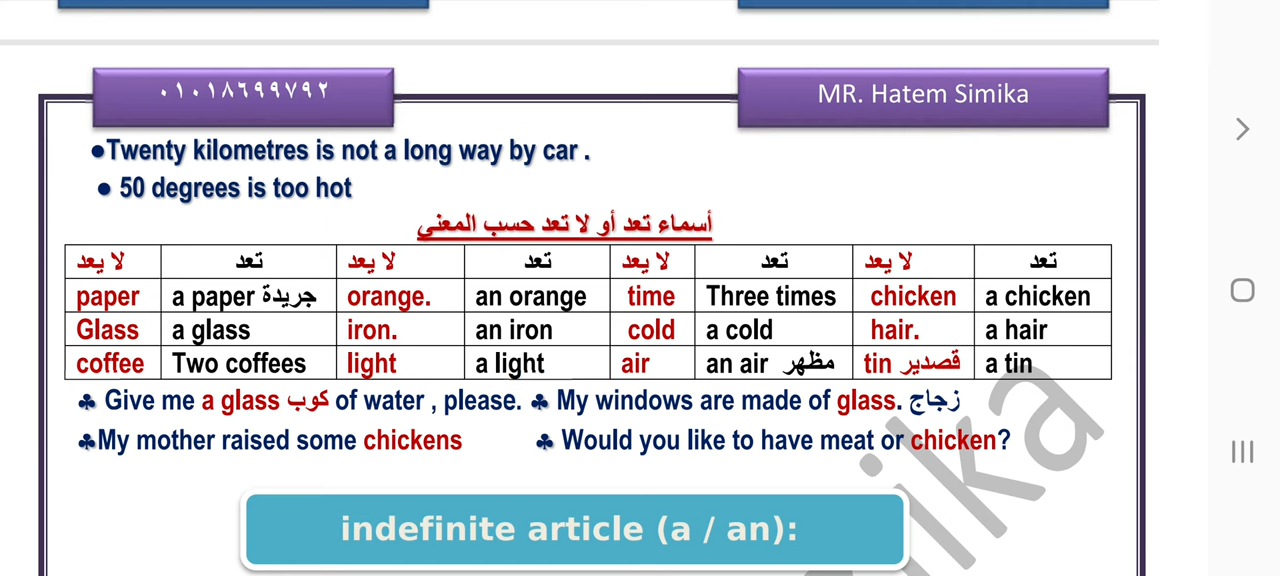 ٠١٠١٨٦٩٩٧٩٢
MR. Hatem Simika
●Twenty kilometres is not a long way by car .
● 50 degrees is too hot
أسماء تعد أو لا تعد حسب المعني
لا يعد تعد لا يعد تعد لا يعد تعد لا يعد تعد
paper a paper جريدة orange. an orange time Three times chicken a chicken
Glass a glass iron. an iron cold a cold hair. a hair
coffee Two coffees light a light air an air مظهر tin قصدير a tin
♣ Give me a glass كوب of water , please. ♣ My windows are made of glass. زجاج
♣My mother raised some chickens ♣ Would you like to have meat or chicken?
indefinite article (a / an):